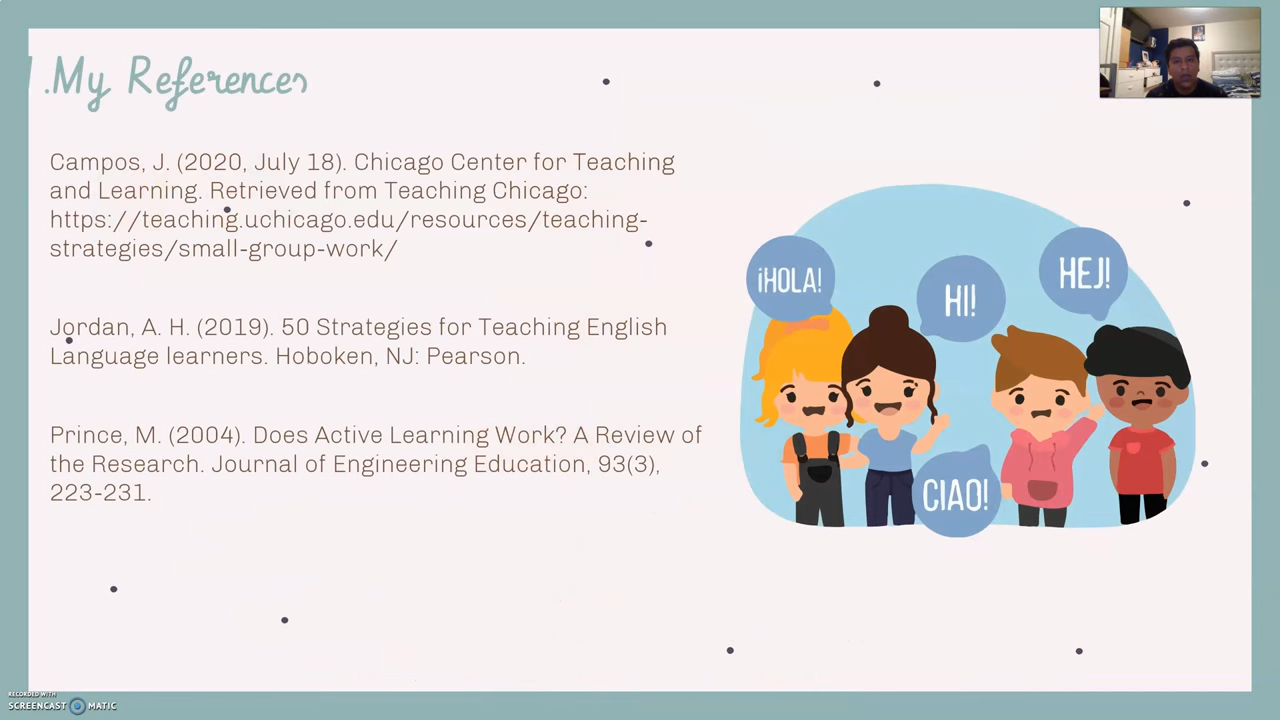 1.My References
Campos, J. (2020, July 18). Chicago Center for Teaching
and Learning. Retrieved from Teaching Chicago:
https://teaching.uchicago.edu/resources/teaching-
strategies/small-group-work/
Jordan, A. H. (2019). 50 Strategies for Teaching English
Language learners. Hoboken, NJ: Pearson.
Prince, M. (2004). Does Active Learning Work? A Review of
the Research. Journal of Engineering Education, 93(3),
223-231.
¡HOLA!
HI!
HEJ!
CIAO!
RECORDED WITH
SCREENCAST MATIC